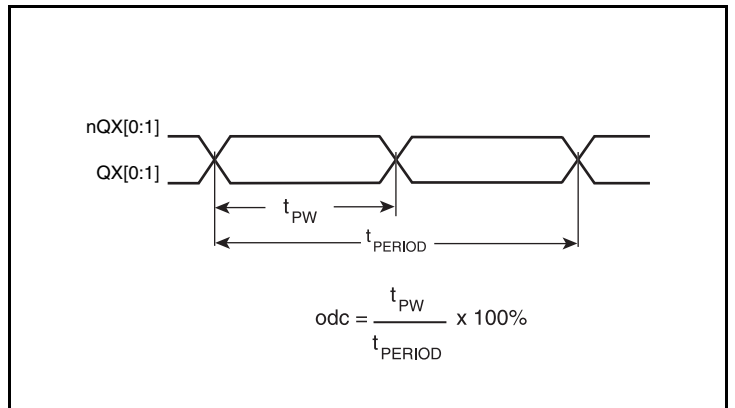 nQX[0:1]
QX[0:1]
tPW
tPERIOD
odc = tPW / tPERIOD x 100%